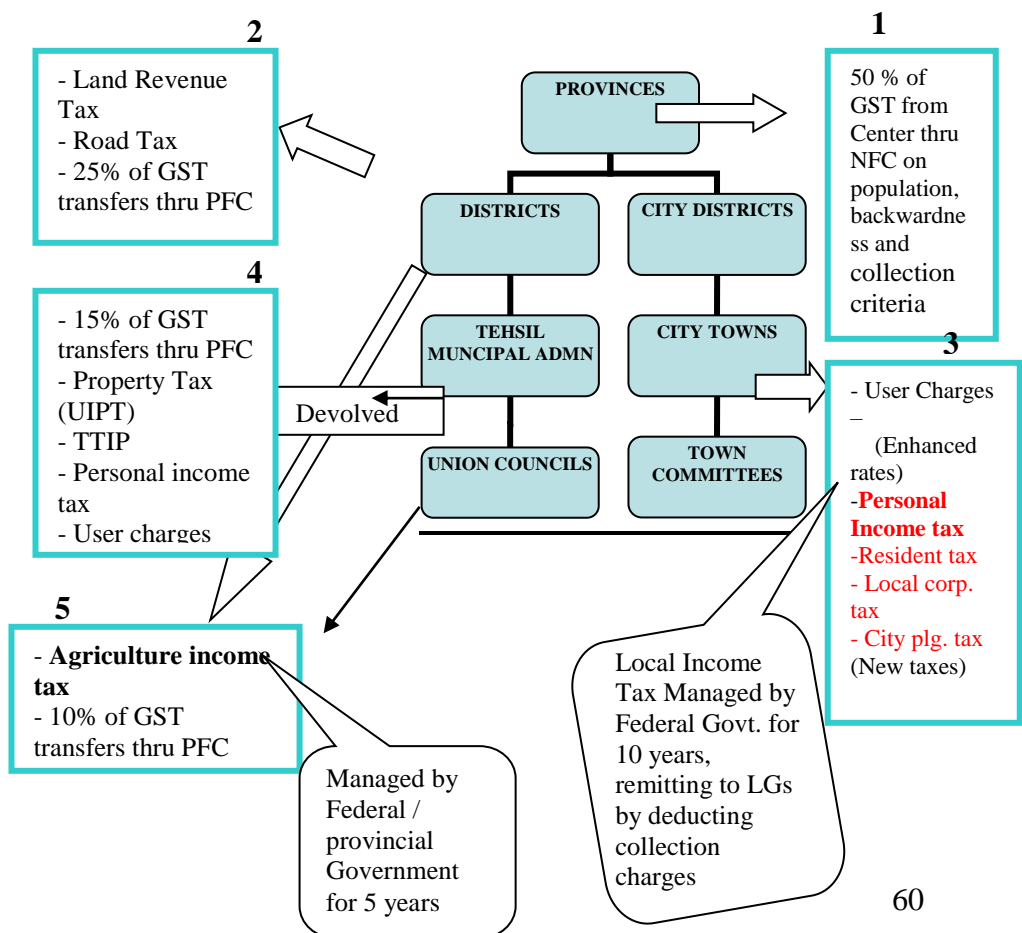 2
- Land Revenue
Tax
- Road Tax
- 25% of GST
transfers thru PFC
1
50 % of
GST from
Center thru
NFC on
population,
backwardne
ss and
collection
criteria
PROVINCES
DISTRICTS
CITY DISTRICTS
TEHSIL
MUNCIPAL ADMN
CITY TOWNS
UNION COUNCILS
TOWN
COMMITTEES
4
- 15% of GST
transfers thru PFC
- Property Tax
(UIPT)
- TTIP
- Personal income
tax
- User charges
Devolved
3
- User Charges
–
(Enhanced
rates)
-Personal
Income tax
-Resident tax
- Local corp.
tax
- City plg. tax
(New taxes)
5
- Agriculture income
tax
- 10% of GST
transfers thru PFC
Managed by
Federal /
provincial
Government
for 5 years
Local Income
Tax Managed by
Federal Govt. for
10 years,
remitting to LGs
by deducting
collection
charges
60